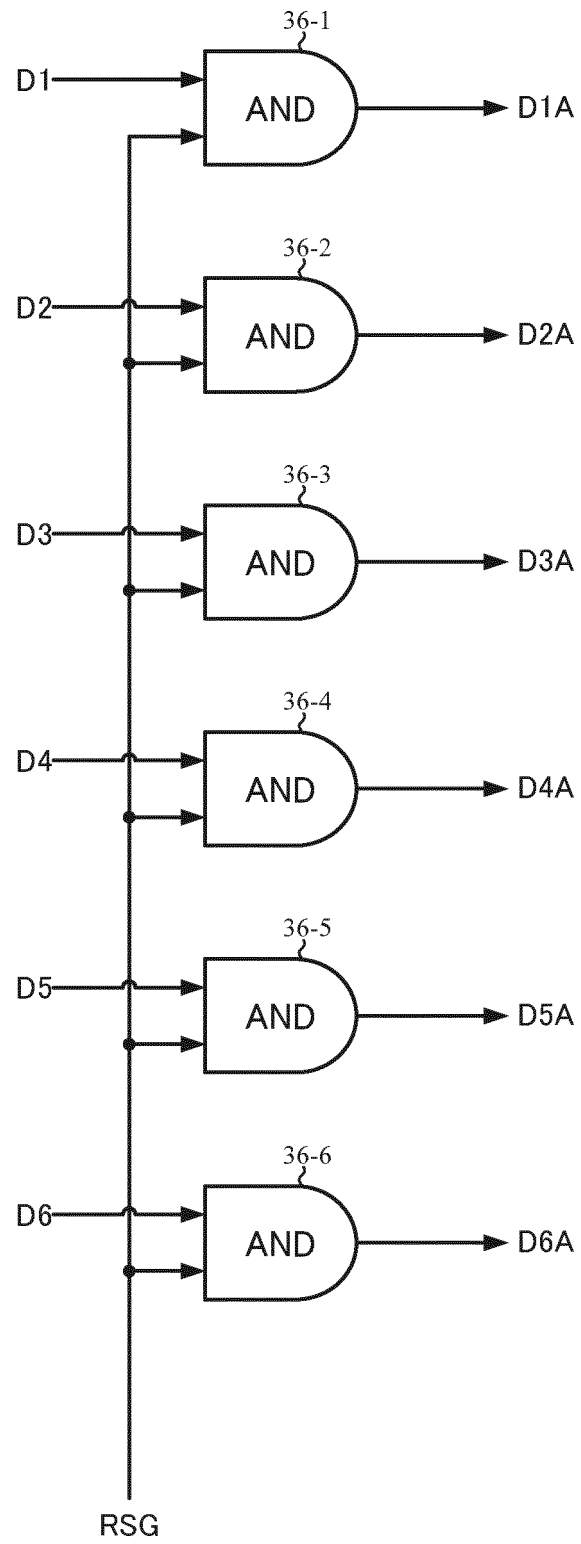 36-1
D1 AND D1A
36-2
D2 AND D2A
36-3
D3 AND D3A
36-4
D4 AND D4A
36-5
D5 AND D5A
36-6
D6 AND D6A
RSG